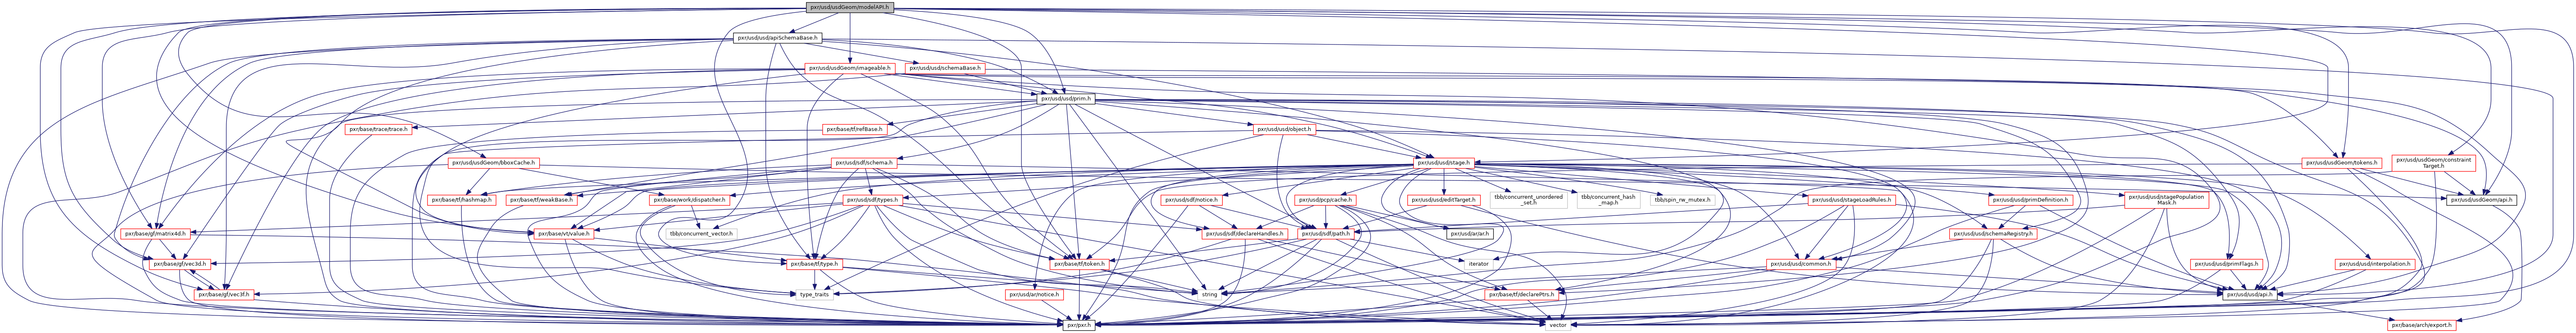 pxr/usd/usdGeom/modelAPI.h
pxr/usd/usd/apiSchemaBase.h
pxr/usd/usdGeom/imageable.h
pxr/usd/usd/schemaBase.h
pxr/usd/usd/prim.h
pxr/base/trace/trace.h
pxr/base/tf/refBase.h
pxr/usd/usd/object.h
pxr/usd/usdGeom/bboxCache.h
pxr/usd/sdf/schema.h
pxr/usd/usd/stage.h
pxr/usd/usdGeom/tokens.h
pxr/usd/usdGeom/constraint
Target.h
pxr/base/tf/hashmap.h
pxr/base/tf/weakBase.h
pxr/base/work/dispatcher.h
pxr/usd/sdf/types.h
pxr/usd/sdf/notice.h
pxr/usd/pcp/cache.h
pxr/usd/usd/editTarget.h
tbb/concurrent_unordered
_set.h
tbb/concurrent_hash
_map.h
tbb/spin_rw_mutex.h
pxr/usd/usd/stageLoadRules.h
pxr/usd/usd/primDefinition.h
pxr/usd/usd/stagePopulation
Mask.h
pxr/usd/usdGeom/api.h
pxr/base/gf/matrix4d.h
pxr/base/vt/value.h
tbb/concurrent_vector.h
pxr/usd/sdf/declareHandles.h
pxr/usd/sdf/path.h
pxr/usd/ar/ar.h
pxr/usd/usd/schemaRegistry.h
pxr/base/gf/vec3d.h
pxr/base/tf/type.h
pxr/base/tf/token.h
iterator
pxr/usd/usd/common.h
pxr/usd/usd/primFlags.h
pxr/usd/usd/interpolation.h
pxr/base/gf/vec3f.h
type_traits
string
pxr/usd/ar/notice.h
pxr/base/tf/declarePtrs.h
pxr/usd/usd/api.h
pxr/pxr.h
vector
pxr/base/arch/export.h